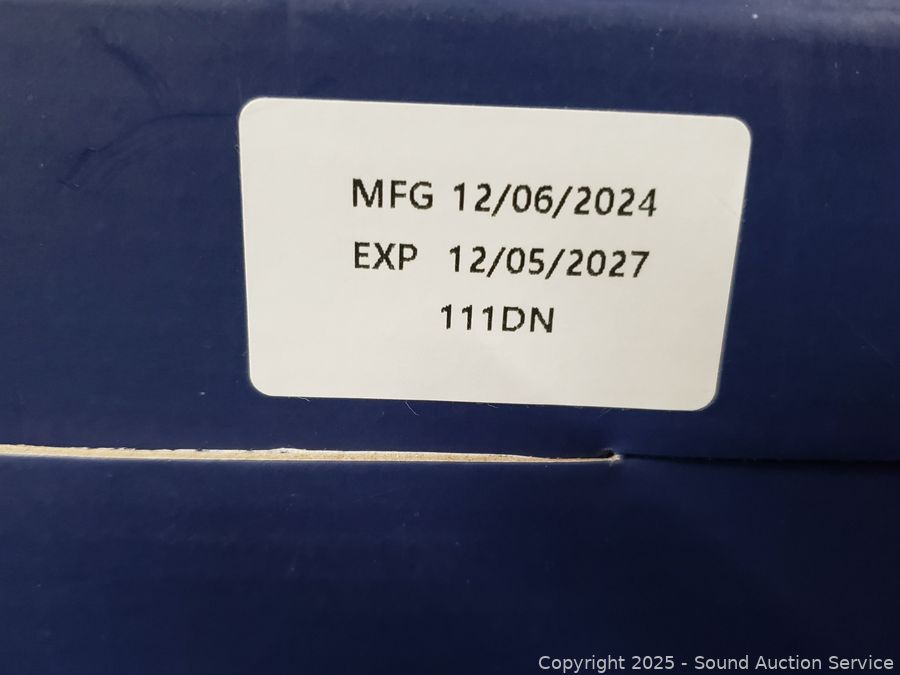 MFG 12/06/2024
EXP 12/05/2027
111DN
Copyright 2025 - Sound Auction Service